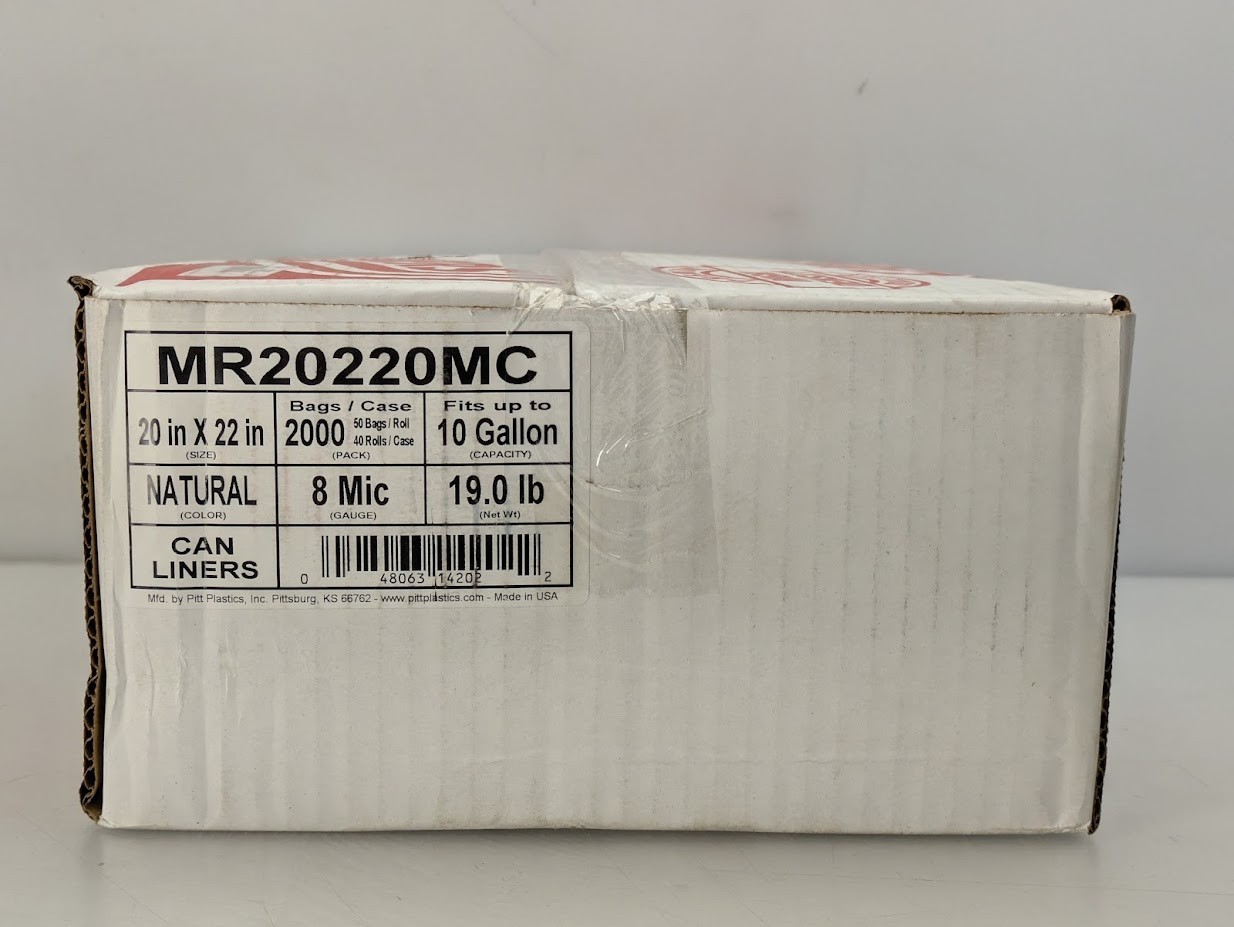 MR20220MC
20 in X 22 in
(SIZE)
Bags / Case
2000 50 Bags / Roll
40 Rolls / Case
(PACK)
Fits up to
10 Gallon
(CAPACITY)
NATURAL
(COLOR)
8 Mic
(GAUGE)
19.0 lb
(Net Wt)
CAN
LINERS
0 48063 14202 2
Mfd. by Pitt Plastics, Inc. Pittsburg, KS 66762 - www.pittplastics.com - Made in USA